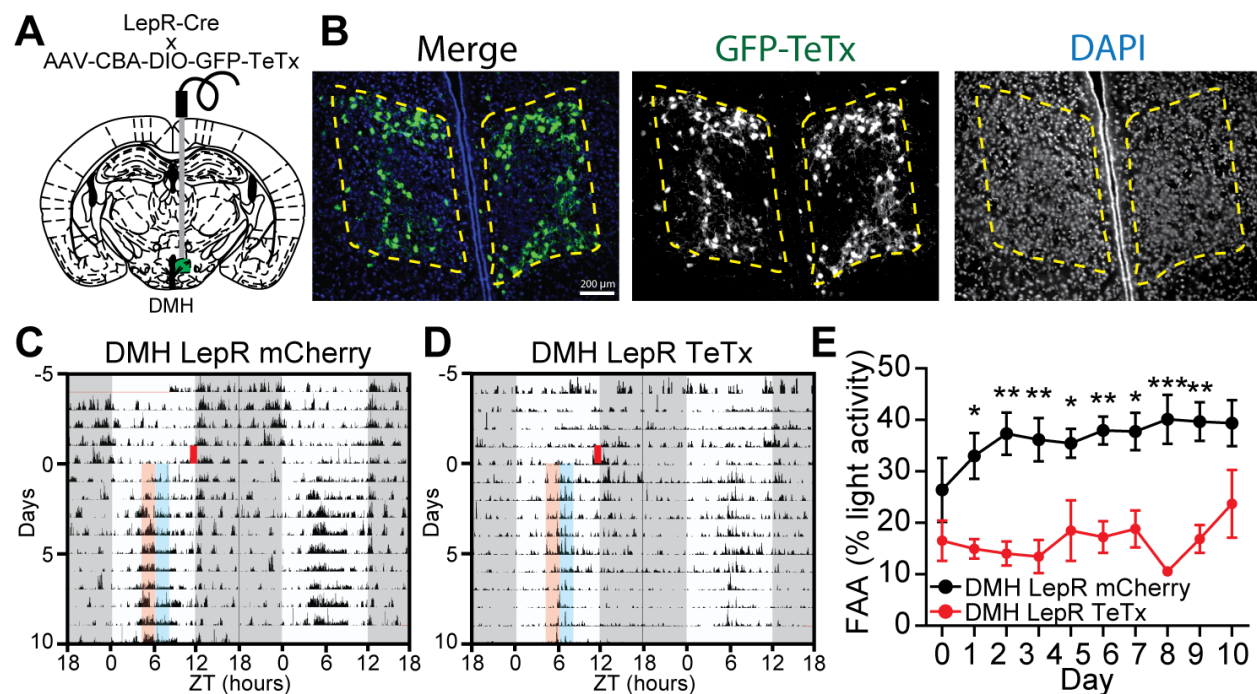 A
LepR-Cre
x
AAV-CBA-DIO-GFP-TeTx
DMH
B
Merge
GFP-TeTx
DAPI
200 µm
C
DMH LepR mCherry
-5
0
5
10
Days
18 0 6 12 18 0 6 12 18
ZT (hours)
D
DMH LepR TeTx
-5
0
5
10
Days
18 0 6 12 18 0 6 12 18
ZT (hours)
E
FAA (% light activity)
50
40
30
20
10
0
* ** ** * ** * *** **
DMH LepR mCherry
DMH LepR TeTx
0 1 2 3 4 5 6 7 8 9 10
Day